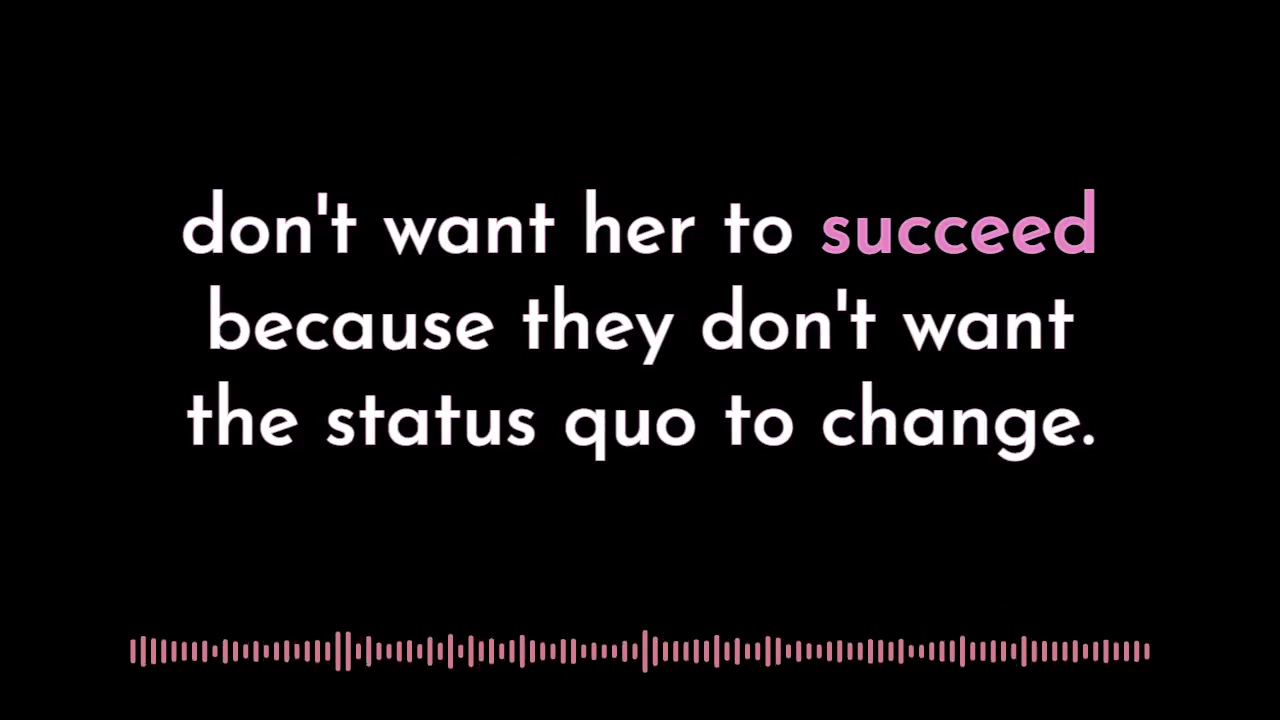 don't want her to succeed
because they don't want
the status quo to change.